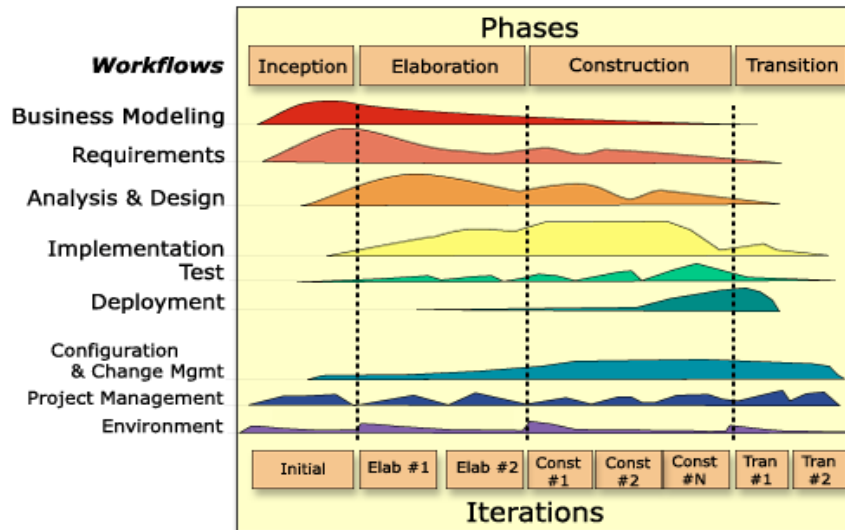 Phases
Workflows
Inception
Elaboration
Construction
Transition
Business Modeling
Requirements
Analysis & Design
Implementation
Test
Deployment
Configuration
& Change Mgmt
Project Management
Environment
Initial
Elab #1
Elab #2
Const
#1
Const
#2
Const
#N
Tran
#1
Tran
#2
Iterations